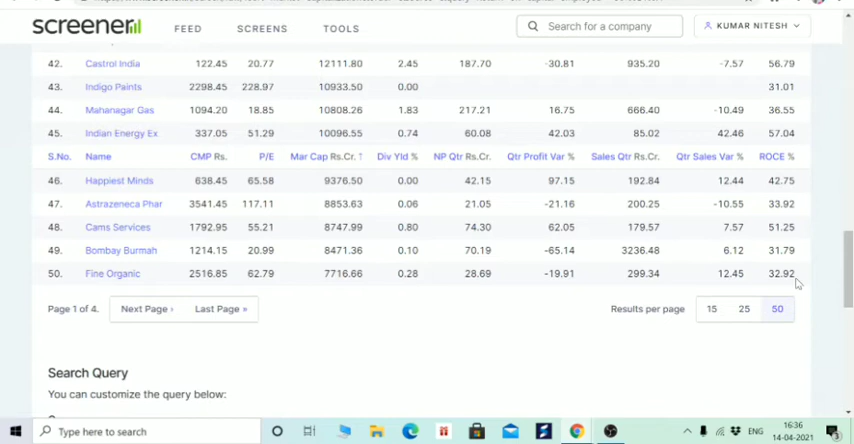 screener
FEED SCREENS TOOLS
Search for a company
KUMAR NITESH
42. Castrol India 122.45 20.77 12111.80 2.45 187.70 -30.81 935.20 -7.57 56.79
43. Indigo Paints 2298.45 228.97 10933.50 0.00 31.01
44. Mahanagar Gas 1094.20 18.85 10808.26 1.83 217.21 16.75 666.40 -10.49 36.55
45. Indian Energy Ex 337.05 51.29 10096.55 0.74 60.08 42.03 85.02 42.46 57.04
S.No. Name CMP Rs. P/E Mar Cap Rs.Cr. ↑ Div Yld % NP Qtr Rs.Cr. Qtr Profit Var % Sales Qtr Rs.Cr. Qtr Sales Var % ROCE %
46. Happiest Minds 638.45 65.58 9376.50 0.00 42.15 97.15 192.84 12.44 42.75
47. Astrazeneca Phar 3541.45 117.11 8853.63 0.06 21.05 -21.16 200.25 -10.55 33.92
48. Cams Services 1792.95 55.21 8747.99 0.80 74.30 62.05 179.57 7.57 51.25
49. Bombay Burmah 1214.15 20.99 8471.36 0.10 70.19 -65.14 3236.48 6.12 31.79
50. Fine Organic 2516.85 62.79 7716.66 0.28 28.69 -19.91 299.34 12.45 32.92
Page 1 of 4. Next Page › Last Page » Results per page 15 25 50
Search Query
You can customize the query below:
Type here to search
ENG
16:36
14-04-2021
3